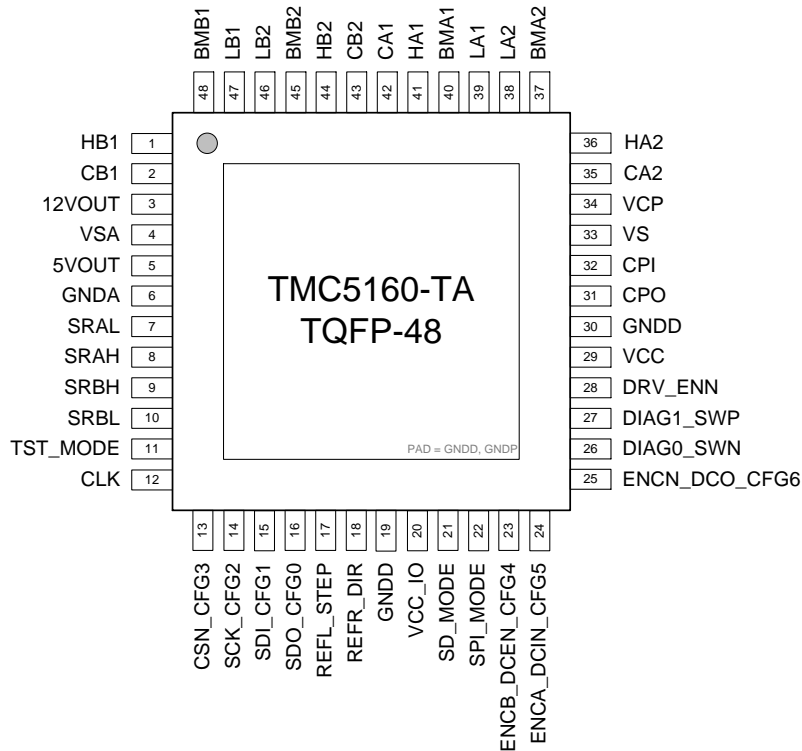 BMB1 LB1 LB2 BMB2 HB2 CB2 CA1 HA1 BMA1 LA1 LA2 BMA2
48 47 46 45 44 43 42 41 40 39 38 37
HB1 1
CB1 2
12VOUT 3
VSA 4
5VOUT 5
GNDA 6
SRAL 7
SRAH 8
SRBH 9
SRBL 10
TST_MODE 11
CLK 12
TMC5160-TA
TQFP-48
PAD = GNDD, GNDP
36 HA2
35 CA2
34 VCP
33 VS
32 CPI
31 CPO
30 GNDD
29 VCC
28 DRV_ENN
27 DIAG1_SWP
26 DIAG0_SWN
25 ENCN_DCO_CFG6
13 14 15 16 17 18 19 20 21 22 23 24
CSN_CFG3
SCK_CFG2
SDI_CFG1
SDO_CFG0
REFL_STEP
REFR_DIR
GNDD
VCC_IO
SD_MODE
SPI_MODE
ENCB_DCEN_CFG4
ENCA_DCIN_CFG5